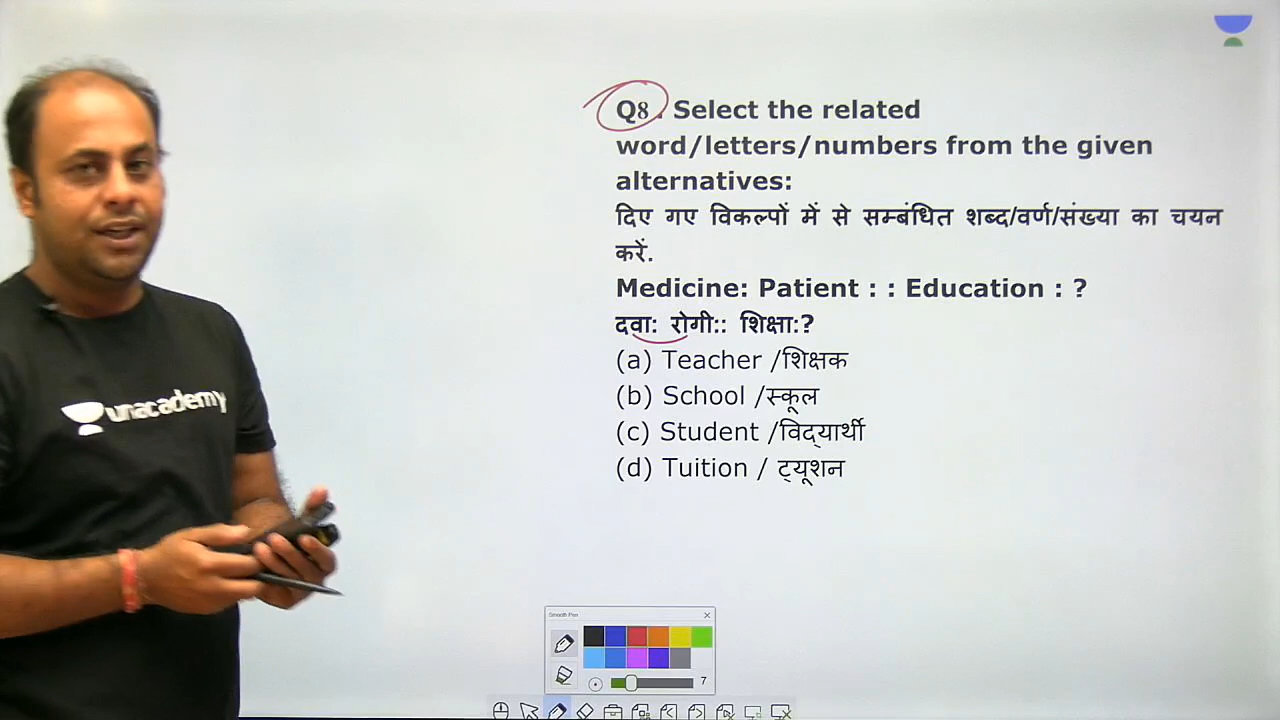 Q8. Select the related
word/letters/numbers from the given
alternatives:
दिए गए विकल्पों में से सम्बंधित शब्द/वर्ण/संख्या का चयन
करें.
Medicine: Patient : : Education : ?
दवा: रोगी:: शिक्षा:?
(a) Teacher /शिक्षक
(b) School /स्कूल
(c) Student /विद्यार्थी
(d) Tuition / ट्यूशन
unacademy
Smooth Pen
7